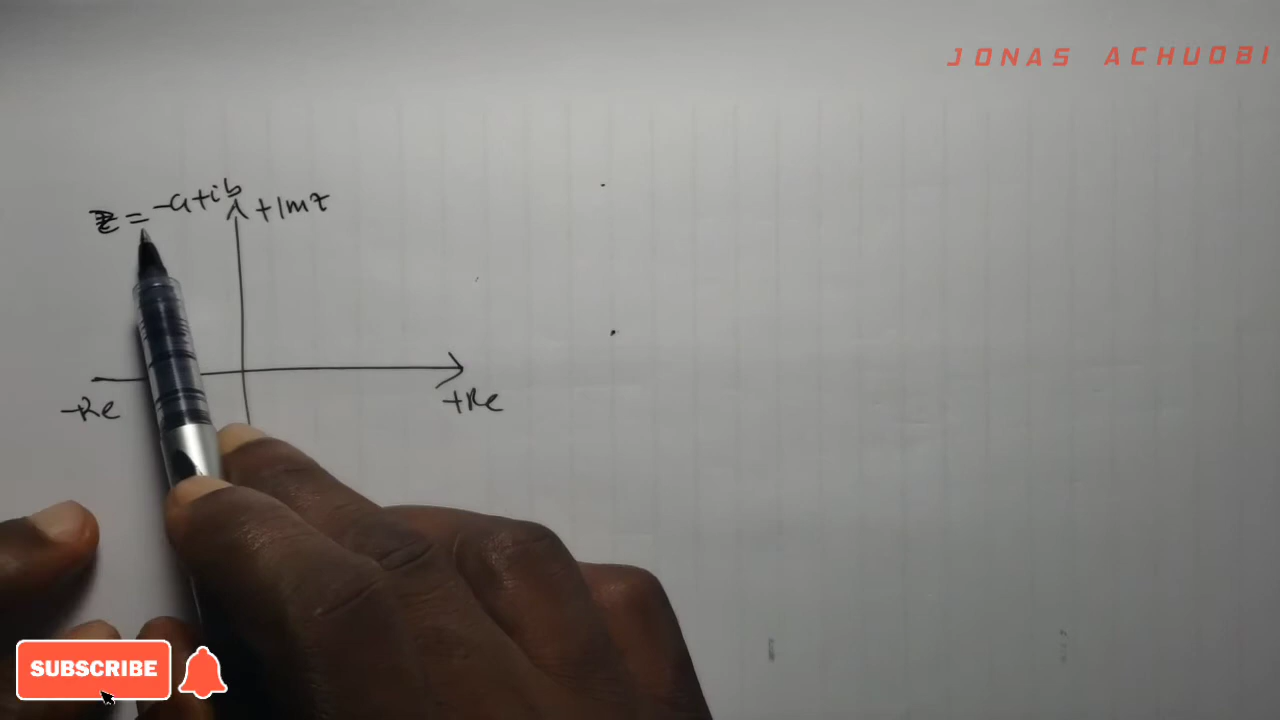 JONAS ACHUOBI
Z = -a+ib
+Imz
-Re
+Re
SUBSCRIBE